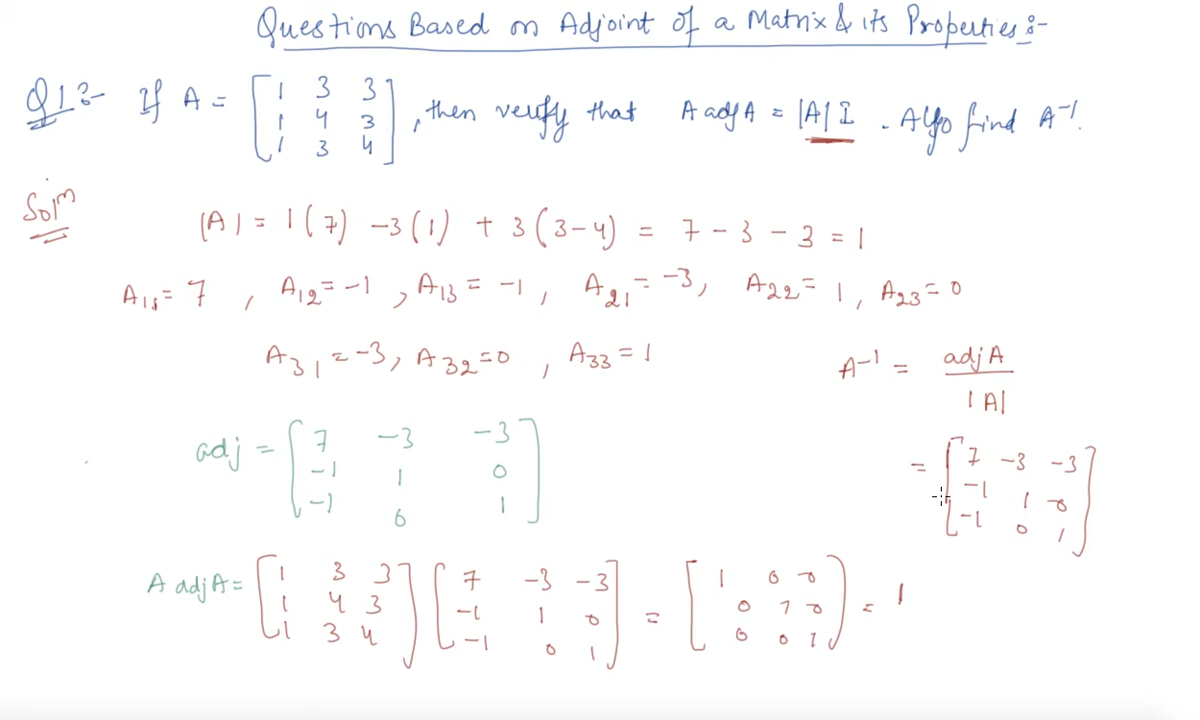 Questions Based on Adjoint of a Matrix & its Properties :-
Q1:- If A = [1 3 3; 1 4 3; 1 3 4], then verify that A adjA = |A| I. Also find A⁻¹.
Solⁿ
|A| = 1(7) -3(1) + 3(3-4) = 7 - 3 - 3 = 1
A₁₁ = 7, A₁₂ = -1, A₁₃ = -1, A₂₁ = -3, A₂₂ = 1, A₂₃ = 0
A₃₁ = -3, A₃₂ = 0, A₃₃ = 1
A⁻¹ = adjA / |A|
adj = [7 -3 -3; -1 1 0; -1 0 1]
= [7 -3 -3; -1 1 0; -1 0 1]
A adjA = [1 3 3; 1 4 3; 1 3 4] [7 -3 -3; -1 1 0; -1 0 1] = [1 0 0; 0 1 0; 0 0 1] = 1